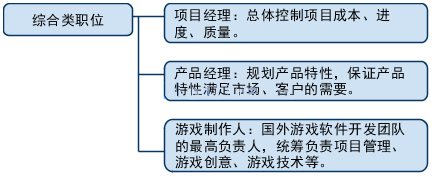 综合类职位
项目经理：总体控制项目成本、进
度、质量。
产品经理：规划产品特性，保证产品
特性满足市场、客户的需要。
游戏制作人：国外游戏软件开发团队
的最高负责人，统筹负责项目管理、
游戏创意、游戏技术等。